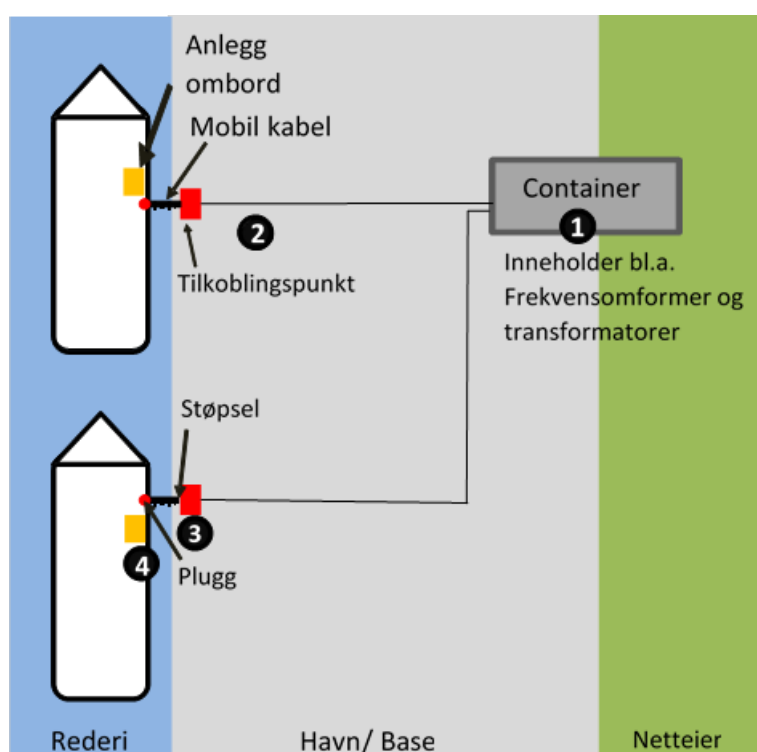 Anlegg
ombord
Mobil kabel
Container
1
2
Tilkoblingspunkt
Inneholder bl.a.
Frekvensomformer og
transformatorer
Støpsel
3
4
Plugg
Rederi
Havn/ Base
Netteier